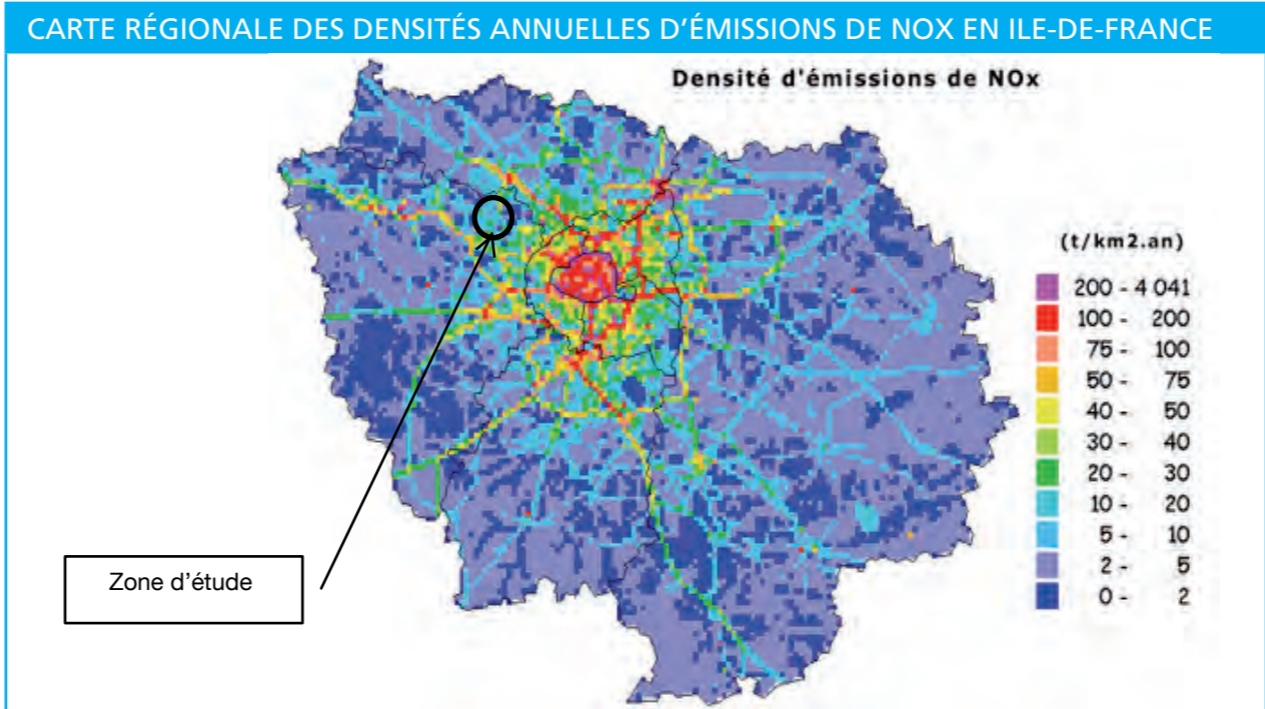 CARTE RÉGIONALE DES DENSITÉS ANNUELLES D’ÉMISSIONS DE NOX EN ILE-DE-FRANCE
Densité d'émissions de NOx
(t/km2.an)
200 - 4 041
100 - 200
75 - 100
50 - 75
40 - 50
30 - 40
20 - 30
10 - 20
5 - 10
2 - 5
0 - 2
Zone d’étude